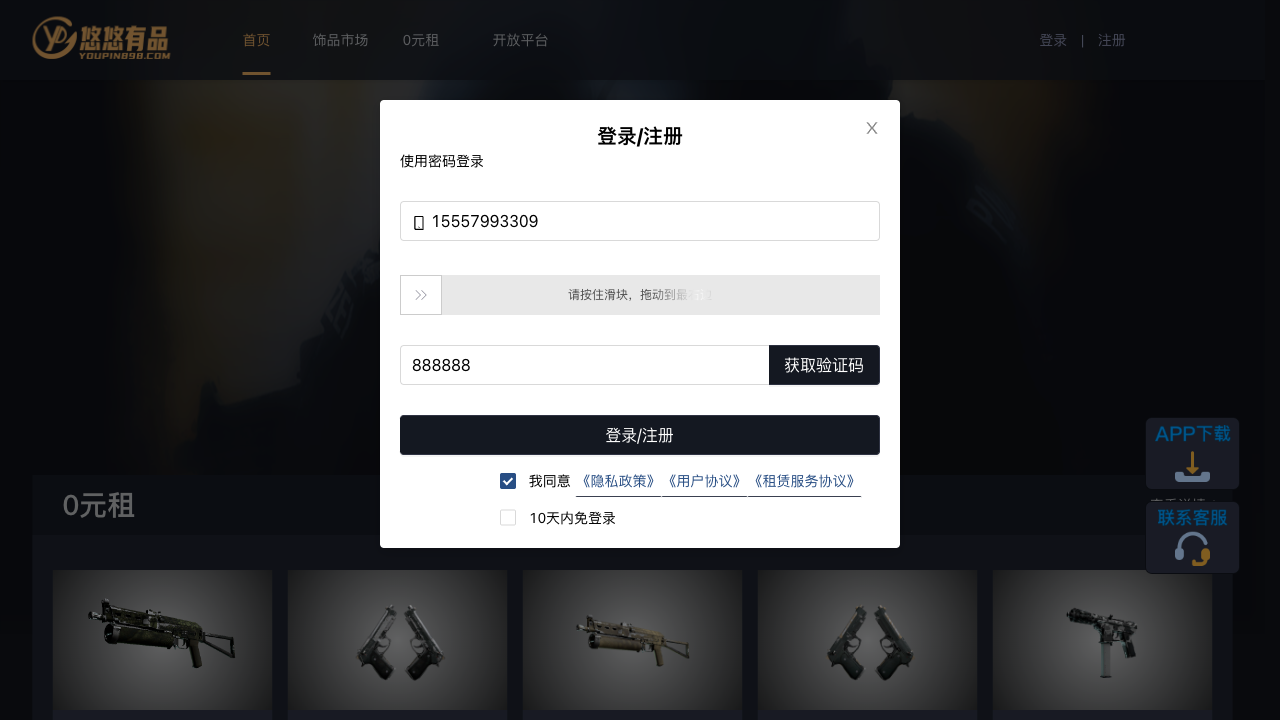 悠悠有品
YOUPIN898.COM
首页
饰品市场
0元租
开放平台
登录 | 注册
登录/注册
X
使用密码登录
15557993309
请按住滑块，拖动到最右边
888888
获取验证码
登录/注册
我同意 《隐私政策》 《用户协议》 《租赁服务协议》
10天内免登录
APP下载
联系客服
0元租